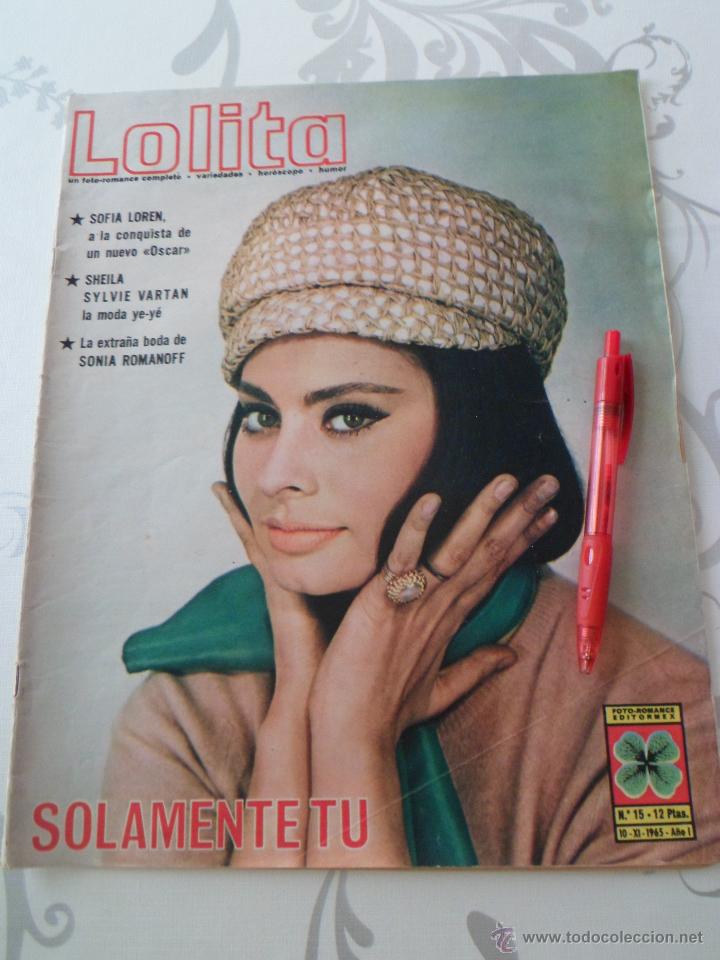 Lolita
un foto-romance completo • variedades • horóscopo • humor
★ SOFIA LOREN,
a la conquista de
un nuevo «Oscar»
★ SHEILA
SYLVIE VARTAN
la moda ye-yé
★ La extraña boda de
SONIA ROMANOFF
FOTO-ROMANCE
EDITORMEX
N.° 15 - 12 Ptas.
10-XI-1965 - Año I
SOLAMENTE TU
www.todocoleccion.net